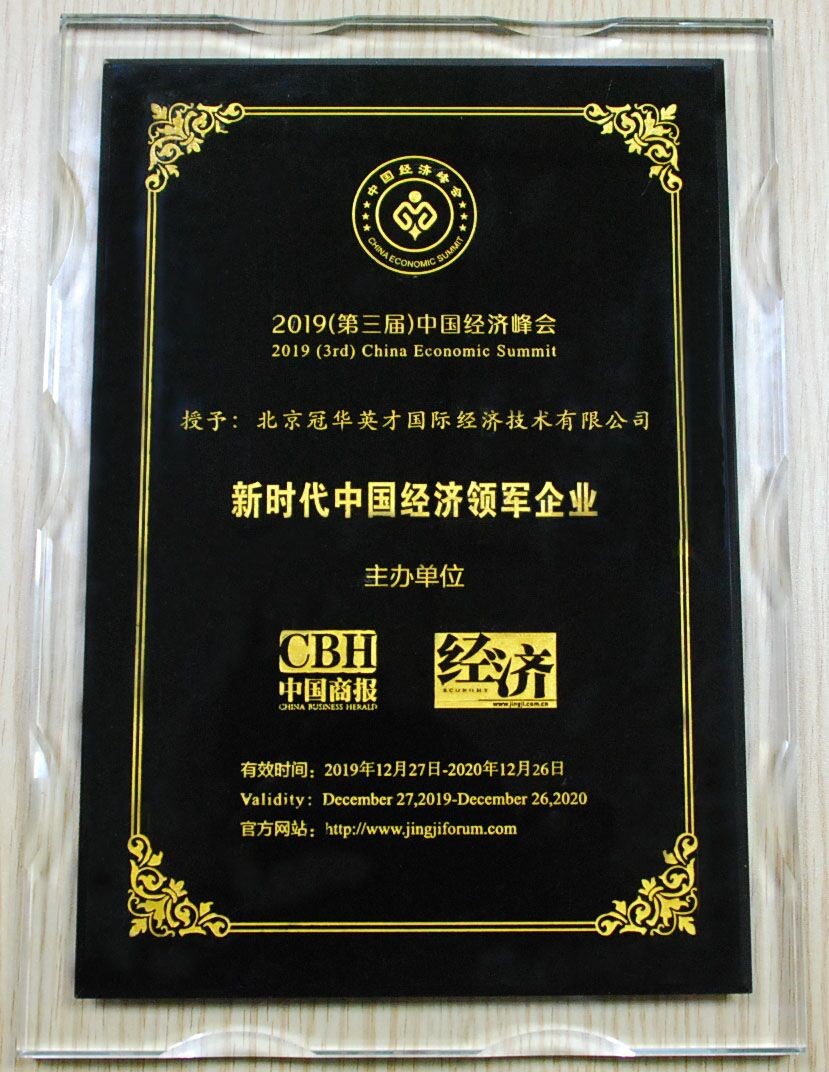 中国经济峰会
CHINA ECONOMIC SUMMIT
2019(第三届)中国经济峰会
2019 (3rd) China Economic Summit
授予：北京冠华英才国际经济技术有限公司
新时代中国经济领军企业
主办单位
CBH
中国商报
CHINA BUSINESS HERALD
经济
ECONOMY
www.jingji.com.cn
有效时间：2019年12月27日-2020年12月26日
Validity：December 27,2019-December 26,2020
官方网站：http://www.jingjiforum.com